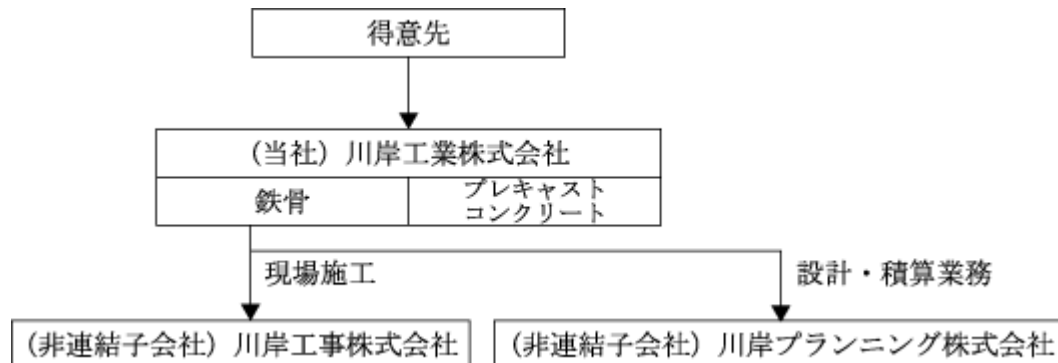 得意先
(当社) 川岸工業株式会社
鉄骨
プレキャスト
コンクリート
現場施工
設計・積算業務
(非連結子会社) 川岸工事株式会社
(非連結子会社) 川岸プランニング株式会社